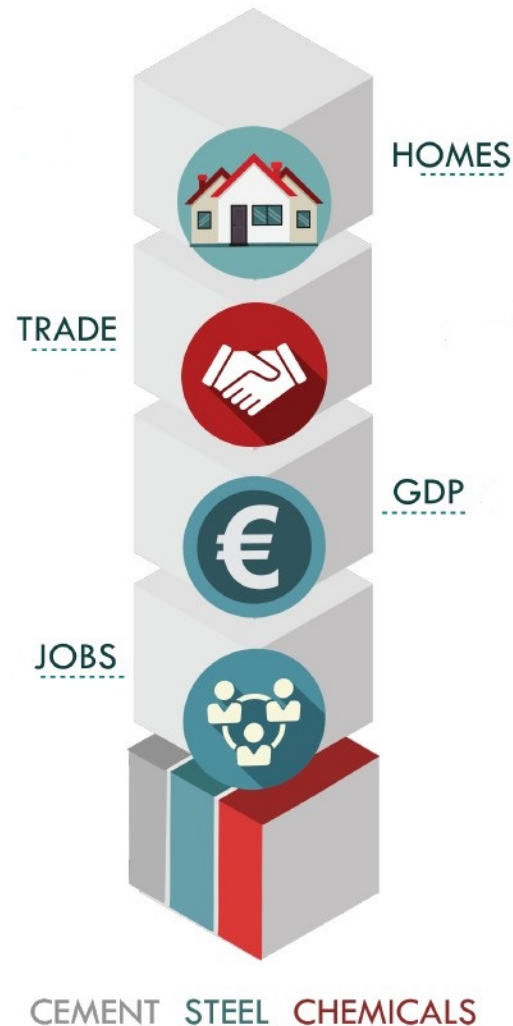 HOMES
TRADE
€
GDP
JOBS
CEMENT STEEL CHEMICALS